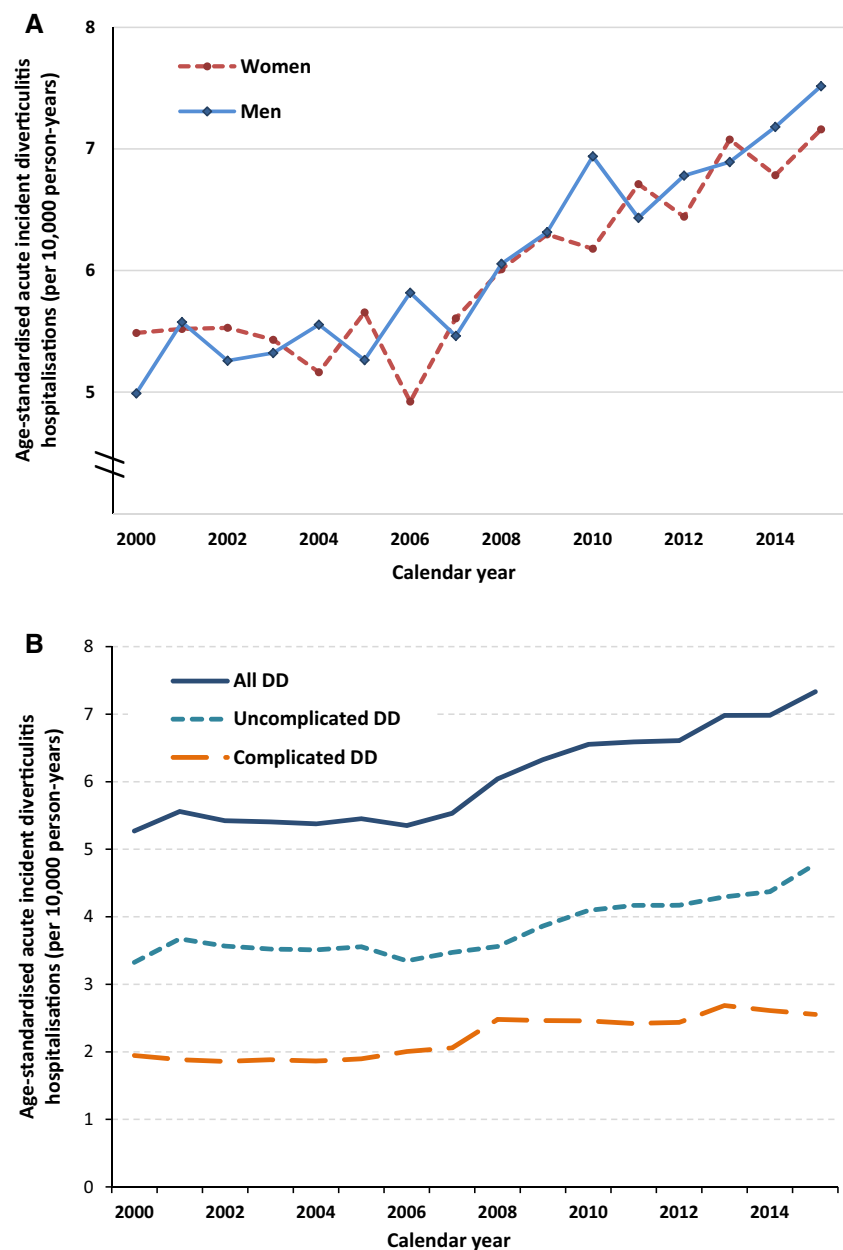 A
Age-standardised acute incident diverticulitis
hospitalisations (per 10,000 person-years)
8
7
6
5
Women
Men
2000 2002 2004 2006 2008 2010 2012 2014
Calendar year
B
Age-standardised acute incident diverticulitis
hospitalisations (per 10,000 person-years)
8
7
6
5
4
3
2
1
0
All DD
Uncomplicated DD
Complicated DD
2000 2002 2004 2006 2008 2010 2012 2014
Calendar year